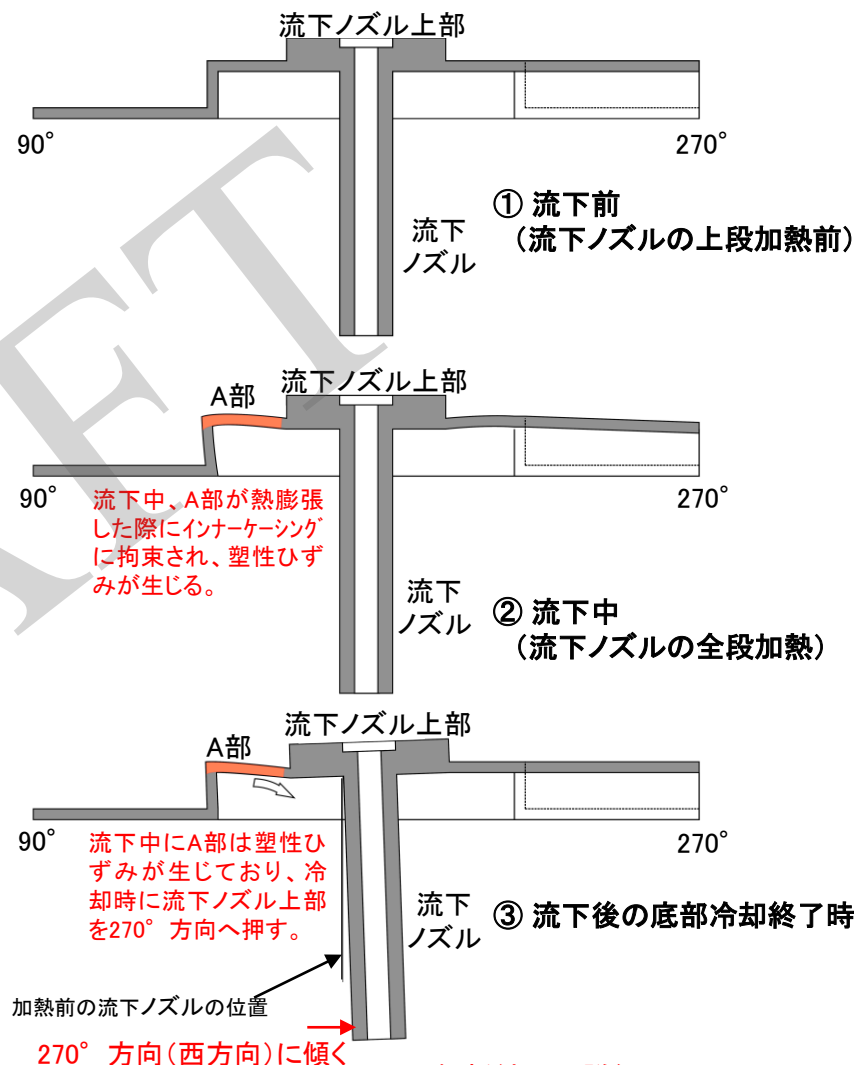 流下ノズル上部
90°
270°
流下
ノズル
① 流下前
（流下ノズルの上段加熱前）
A部
流下ノズル上部
90°
270°
流下中、A部が熱膨張
した際にインナーケーシング
に拘束され、塑性ひず
みが生じる。
流下
ノズル
② 流下中
（流下ノズルの全段加熱）
流下ノズル上部
A部
90°
270°
流下中にA部は塑性ひ
ずみが生じており、冷
却時に流下ノズル上部
を270°方向へ押す。
流下
ノズル
③ 流下後の底部冷却終了時
加熱前の流下ノズルの位置
270°方向(西方向)に傾く